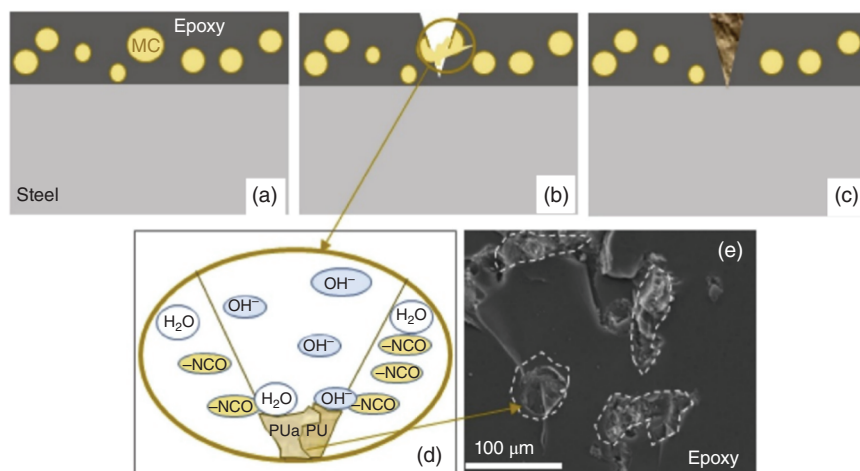 Epoxy
MC
Steel
(a)
(b)
(c)
H₂O
OH⁻
OH⁻
H₂O
OH⁻
–NCO
–NCO
–NCO
–NCO
H₂O
OH⁻
–NCO
PUa
PU
(d)
(e)
100 µm
Epoxy